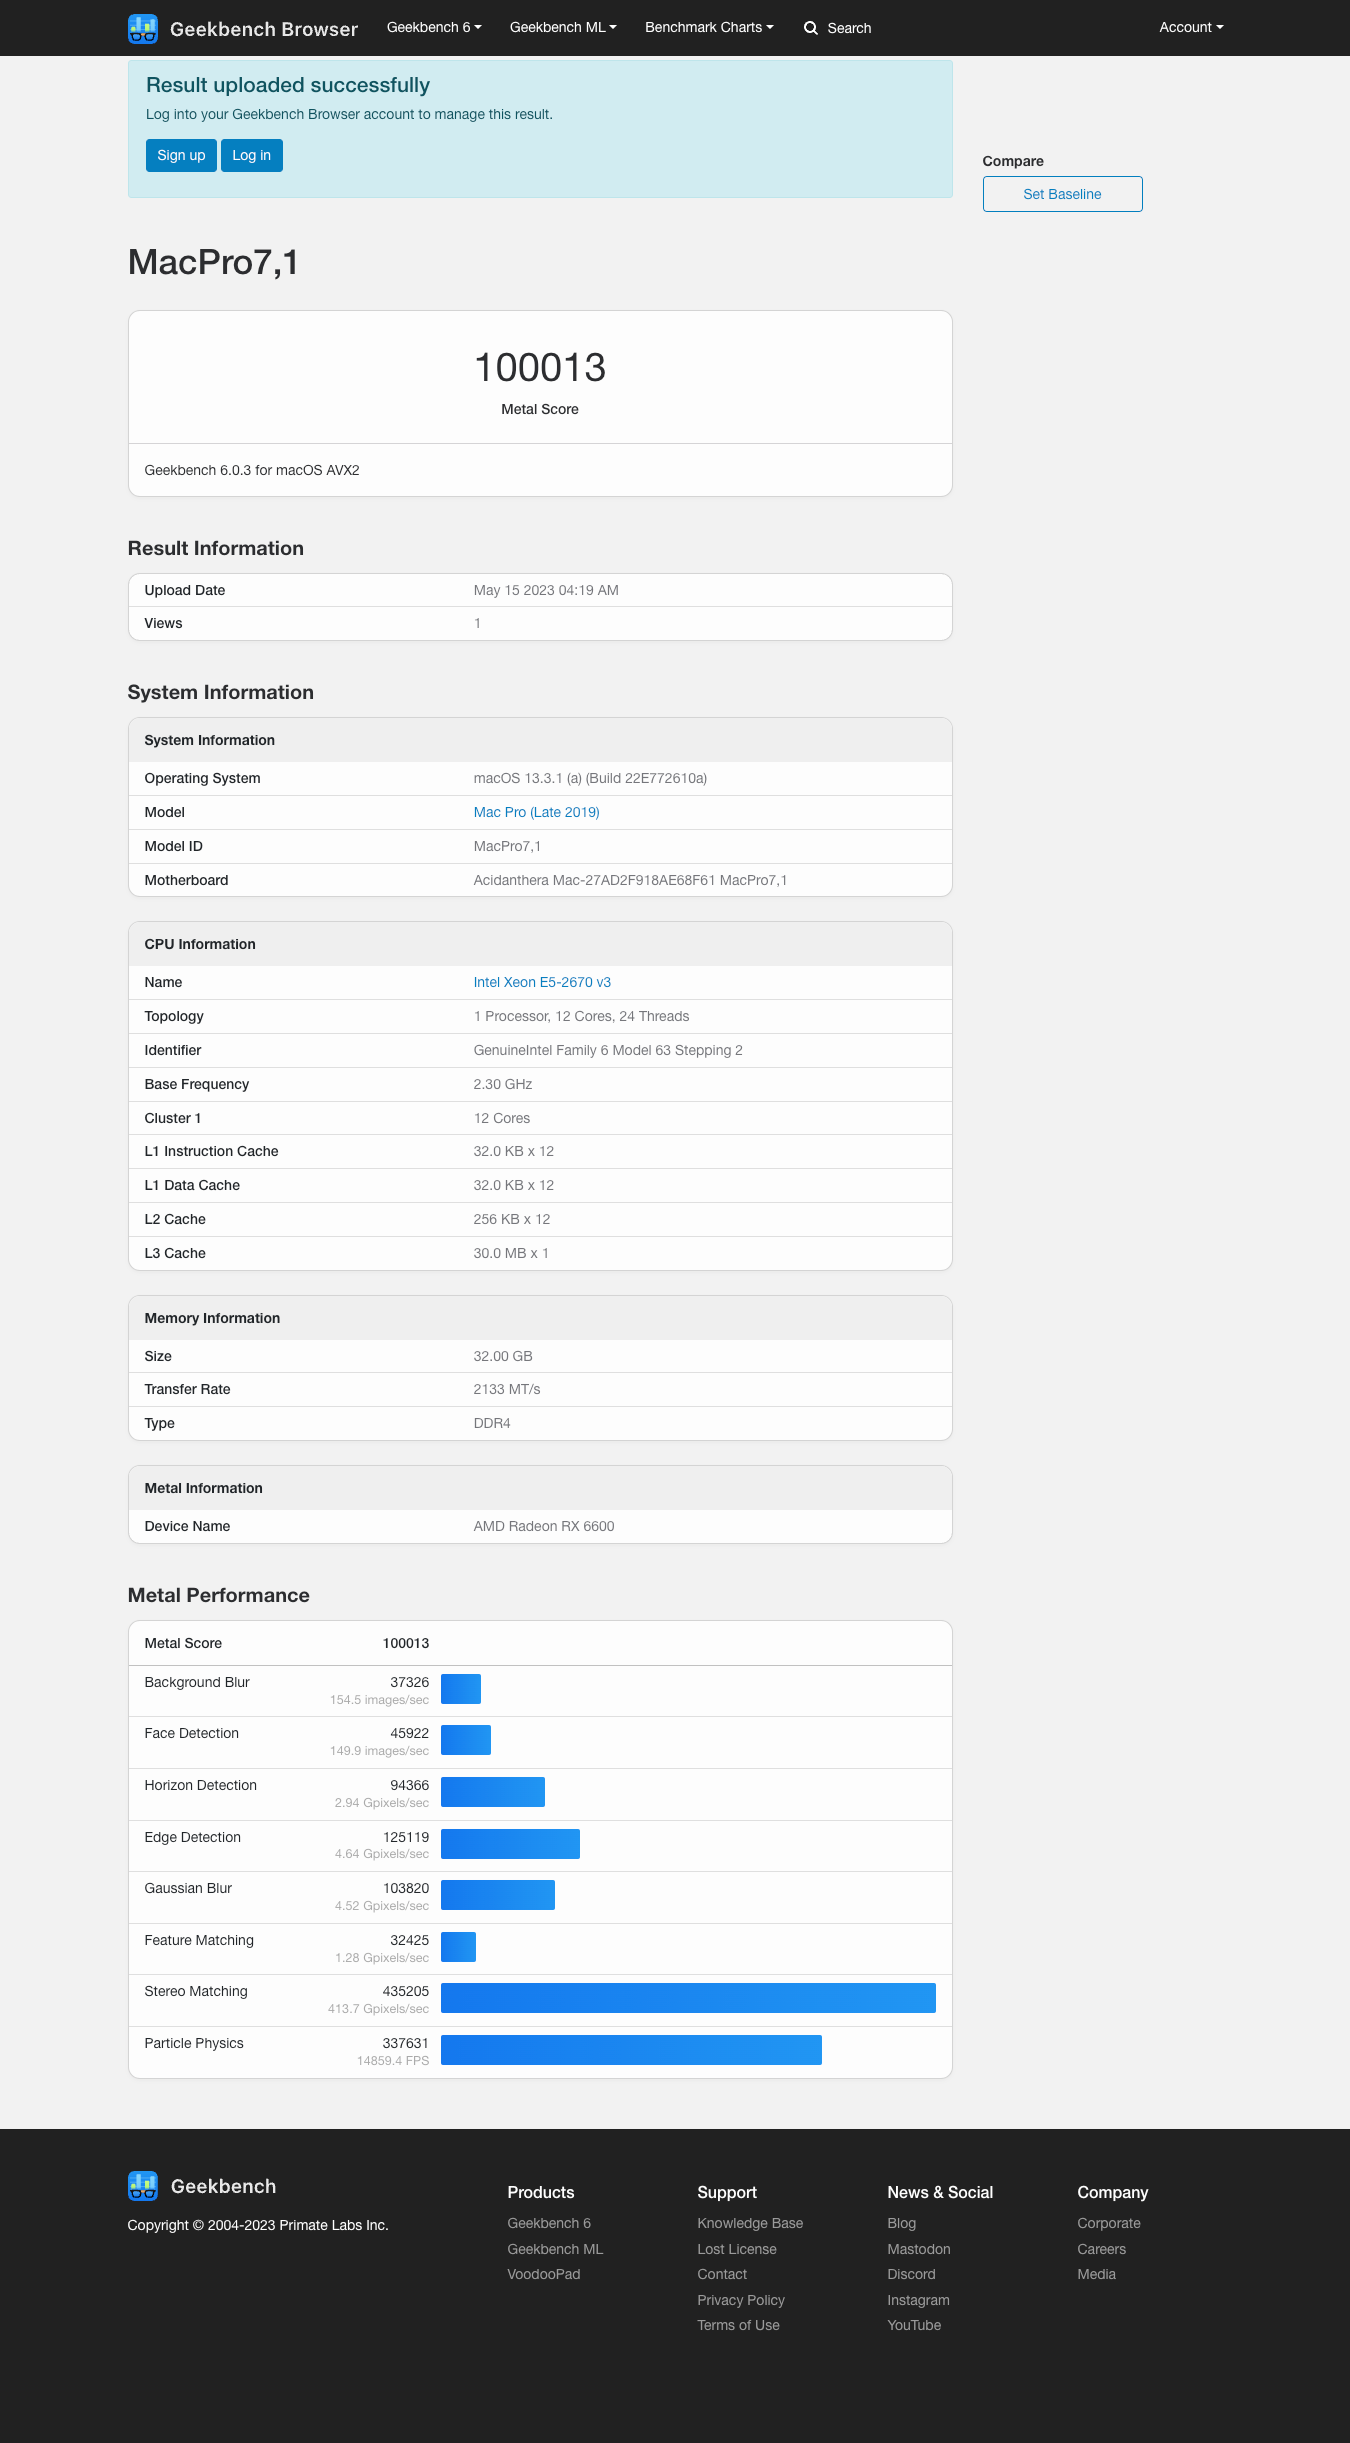 Geekbench Browser Geekbench 6 Geekbench ML Benchmark Charts Search Account
Result uploaded successfully
Log into your Geekbench Browser account to manage this result.
Sign up Log in
Compare
Set Baseline
MacPro7,1
100013
Metal Score
Geekbench 6.0.3 for macOS AVX2
Result Information
Upload Date May 15 2023 04:19 AM
Views 1
System Information
System Information
Operating System macOS 13.3.1 (a) (Build 22E772610a)
Model Mac Pro (Late 2019)
Model ID MacPro7,1
Motherboard Acidanthera Mac-27AD2F918AE68F61 MacPro7,1
CPU Information
Name Intel Xeon E5-2670 v3
Topology 1 Processor, 12 Cores, 24 Threads
Identifier GenuineIntel Family 6 Model 63 Stepping 2
Base Frequency 2.30 GHz
Cluster 1 12 Cores
L1 Instruction Cache 32.0 KB x 12
L1 Data Cache 32.0 KB x 12
L2 Cache 256 KB x 12
L3 Cache 30.0 MB x 1
Memory Information
Size 32.00 GB
Transfer Rate 2133 MT/s
Type DDR4
Metal Information
Device Name AMD Radeon RX 6600
Metal Performance
Metal Score 100013
Background Blur 37326
154.5 images/sec
Face Detection 45922
149.9 images/sec
Horizon Detection 94366
2.94 Gpixels/sec
Edge Detection 125119
4.64 Gpixels/sec
Gaussian Blur 103820
4.52 Gpixels/sec
Feature Matching 32425
1.28 Gpixels/sec
Stereo Matching 435205
413.7 Gpixels/sec
Particle Physics 337631
14859.4 FPS
Geekbench
Copyright © 2004-2023 Primate Labs Inc.
Products
Geekbench 6
Geekbench ML
VoodooPad
Support
Knowledge Base
Lost License
Contact
Privacy Policy
Terms of Use
News & Social
Blog
Mastodon
Discord
Instagram
YouTube
Company
Corporate
Careers
Media